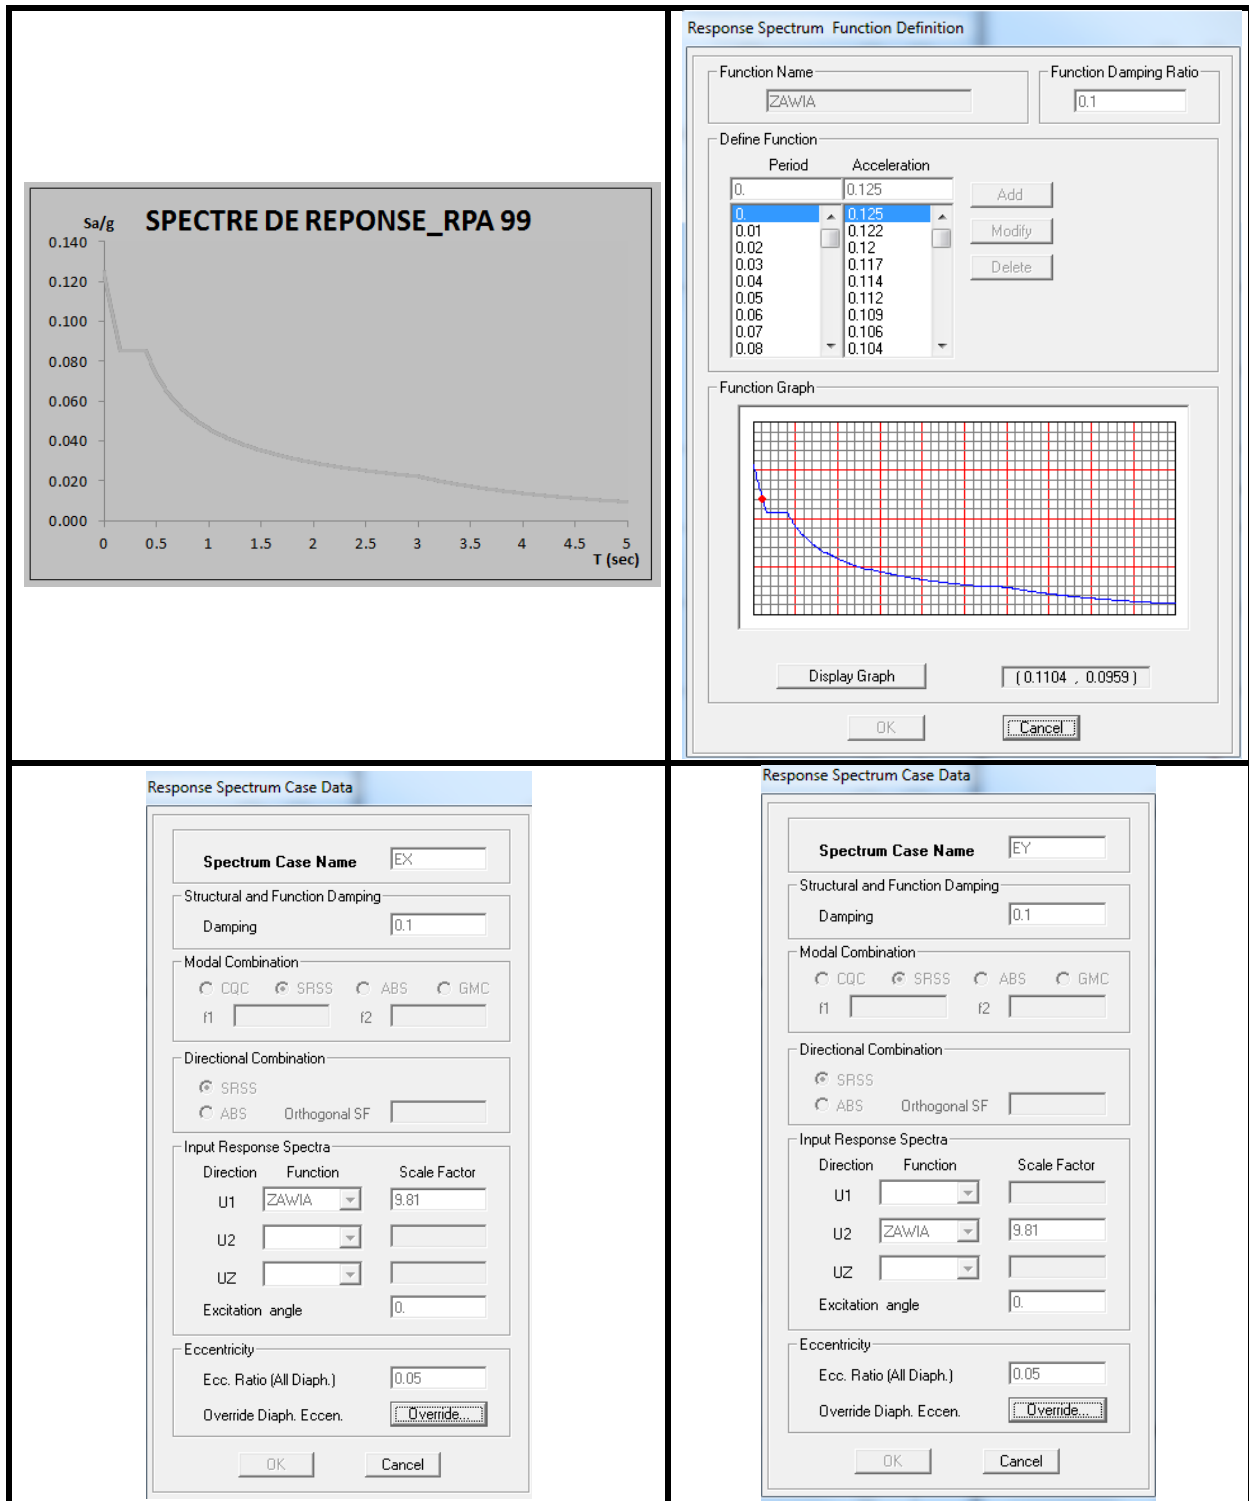 SPECTRE DE REPONSE_RPA 99
Sa/g
0.140
0.120
0.100
0.080
0.060
0.040
0.020
0.000
0 0.5 1 1.5 2 2.5 3 3.5 4 4.5 5
T (sec)
Response Spectrum Function Definition
Function Name
ZAWIA
Function Damping Ratio
0.1
Define Function
Period Acceleration
0. 0.125 Add
0. 0.125
0.01 0.122 Modify
0.02 0.12
0.03 0.117 Delete
0.04 0.114
0.05 0.112
0.06 0.109
0.07 0.106
0.08 0.104
Function Graph
Display Graph (0.1104 , 0.0959)
OK Cancel
Response Spectrum Case Data
Spectrum Case Name EX
Structural and Function Damping
Damping 0.1
Modal Combination
CQC SRSS ABS GMC
f1 f2
Directional Combination
SRSS
ABS Orthogonal SF
Input Response Spectra
Direction Function Scale Factor
U1 ZAWIA 9.81
U2
UZ
Excitation angle 0.
Eccentricity
Ecc. Ratio (All Diaph.) 0.05
Override Diaph. Eccen. Override...
OK Cancel
Response Spectrum Case Data
Spectrum Case Name EY
Structural and Function Damping
Damping 0.1
Modal Combination
CQC SRSS ABS GMC
f1 f2
Directional Combination
SRSS
ABS Orthogonal SF
Input Response Spectra
Direction Function Scale Factor
U1
U2 ZAWIA 9.81
UZ
Excitation angle 0.
Eccentricity
Ecc. Ratio (All Diaph.) 0.05
Override Diaph. Eccen. Override...
OK Cancel